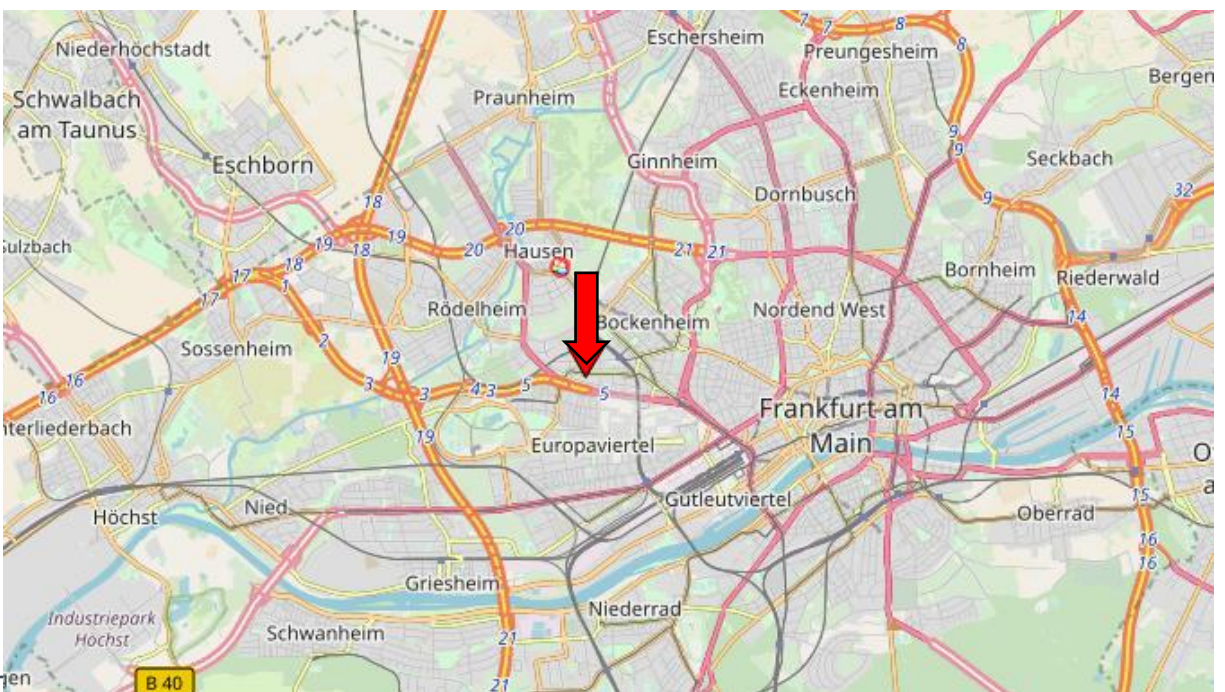 Eschersheim
7
8
Niederhöchstadt
Preungesheim
8
Bergen
Schwalbach
am Taunus
Praunheim
Eckenheim
9
9
Eschborn
Ginnheim
Seckbach
18
Dornbusch
32
9
19
19
20
Sulzbach
18
20
Hausen
21
21
17
18
Bornheim
Riederwald
17
1
Rödelheim
Nordend West
14
Bockenheim
2
Sossenheim
19
16
3
3
4
3
5
5
14
16
Frankfurt am
Main
nterliederbach
19
15
Europaviertel
O
a
Gutleutviertel
15
Höchst
Nied
Oberrad
16
16
Griesheim
Niederrad
Industriepark
Höchst
Schwanheim
21
gen
B 40
21